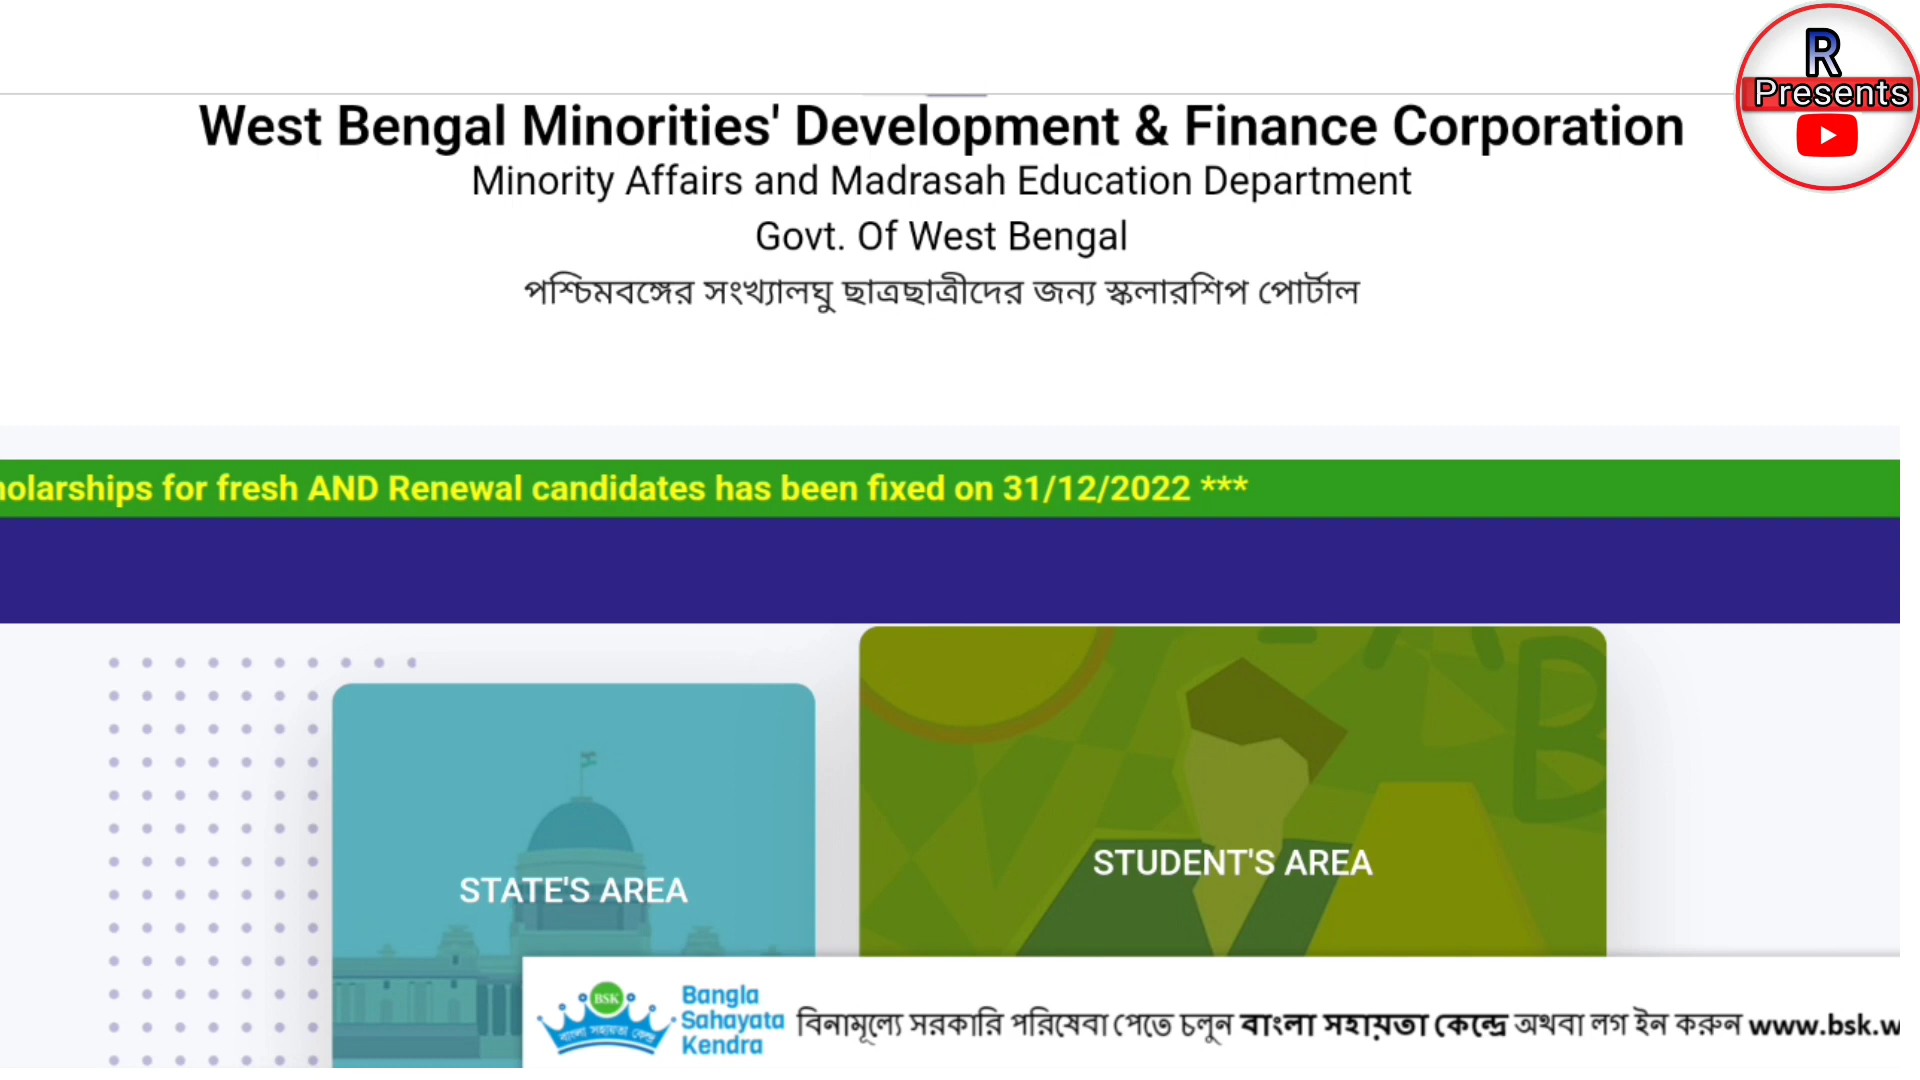 R
Presents
West Bengal Minorities' Development & Finance Corporation
Minority Affairs and Madrasah Education Department
Govt. Of West Bengal
পশ্চিমবঙ্গের সংখ্যালঘু ছাত্রছাত্রীদের জন্য স্কলারশিপ পোর্টাল
olarships for fresh AND Renewal candidates has been fixed on 31/12/2022 ***
STATE'S AREA
STUDENT'S AREA
BSK
বাংলা সহায়তা কেন্দ্র
Bangla
Sahayata
Kendra
বিনামূল্যে সরকারি পরিষেবা পেতে চলুন বাংলা সহায়তা কেন্দ্রে অথবা লগ ইন করুন www.bsk.w